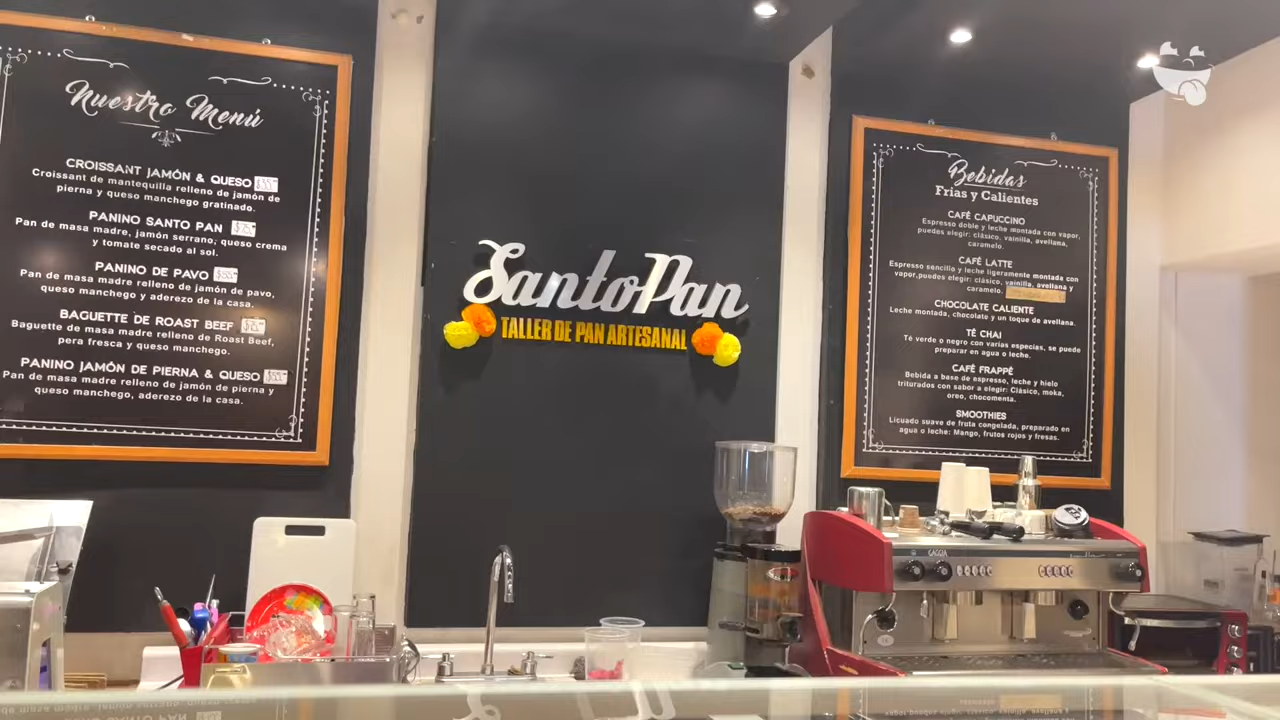 Nuestro Menú
CROISSANT JAMÓN & QUESO $55
Croissant de mantequilla relleno de jamón de
pierna y queso manchego gratinado.
PANINO SANTO PAN
Pan de masa madre, jamón serrano, queso crema
y tomate secado al sol.
PANINO DE PAVO $55
Pan de masa madre relleno de jamón de pavo,
queso manchego y aderezo de la casa.
BAGUETTE DE ROAST BEEF
Baguette de masa madre relleno de Roast Beef,
pera fresca y queso manchego.
PANINO JAMÓN DE PIERNA & QUESO
Pan de masa madre relleno de jamón de pierna y
queso manchego, aderezo de la casa.
SantoPan
TALLER DE PAN ARTESANAL
Bebidas
Frias y Calientes
CAFÉ CAPUCCINO
Espresso doble y leche montada con vapor,
puedes elegir: clásico, vainilla, avellana,
caramelo.
CAFÉ LATTE
Espresso sencillo y leche ligeramente montada con
vapor,puedes elegir: clásico, vainilla, avellana y
caramelo.
CHOCOLATE CALIENTE
Leche montada, chocolate y un toque de avellana.
TÈ CHAI
Té verde o negro con varias especias, se puede
preparar en agua o leche.
CAFÉ FRAPPÉ
Bebida a base de espresso, leche y hielo
triturados con sabor a elegir: Clásico, moka,
oreo, chocomenta.
SMOOTHIES
Licuado suave de fruta congelada, preparado en
agua o leche: Mango, frutos rojos y fresas.
GAGGIA